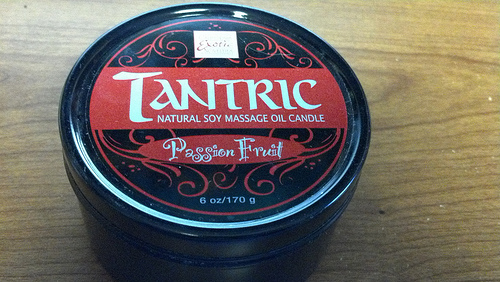 Exotic
TANTRIC
NATURAL SOY MASSAGE OIL CANDLE
Passion Fruit
6 oz/170 g